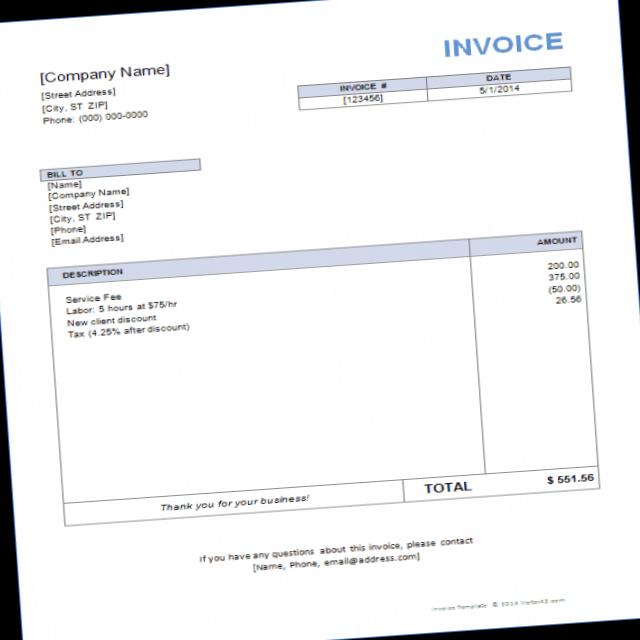 INVOICE
[Company Name]
[Street Address]
[City, ST ZIP]
Phone: (000) 000-0000
INVOICE # DATE
[123456] 5/1/2014
BILL TO
[Name]
[Company Name]
[Street Address]
[City, ST ZIP]
[Phone]
[Email Address]
DESCRIPTION AMOUNT
Service Fee 200.00
Labor: 5 hours at $75/hr 375.00
New client discount (50.00)
Tax (4.25% after discount) 26.56
Thank you for your business! TOTAL $ 551.56
If you have any questions about this invoice, please contact
[Name, Phone, email@address.com]
Invoice Template © 2014 Vertex42.com